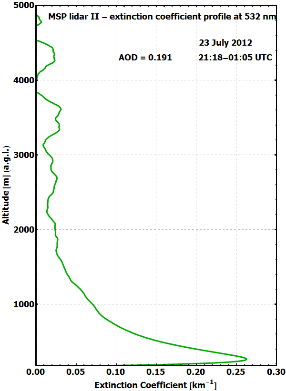 5000
MSP lidar II − extinction coefficient profile at 532 nm
23 July 2012
AOD = 0.191
21:18−01:05 UTC
4000
3000
2000
1000
Altitude [m] (a.g.l.)
0.00 0.05 0.10 0.15 0.20 0.25 0.30
Extinction Coefficient [km⁻¹]